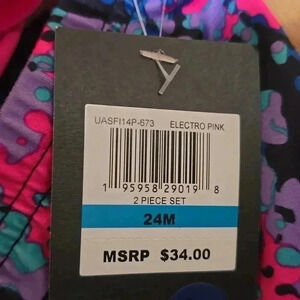 UASFI14P-673 ELECTRO PINK
1 95958 29019 8
2 PIECE SET
24M
MSRP $34.00